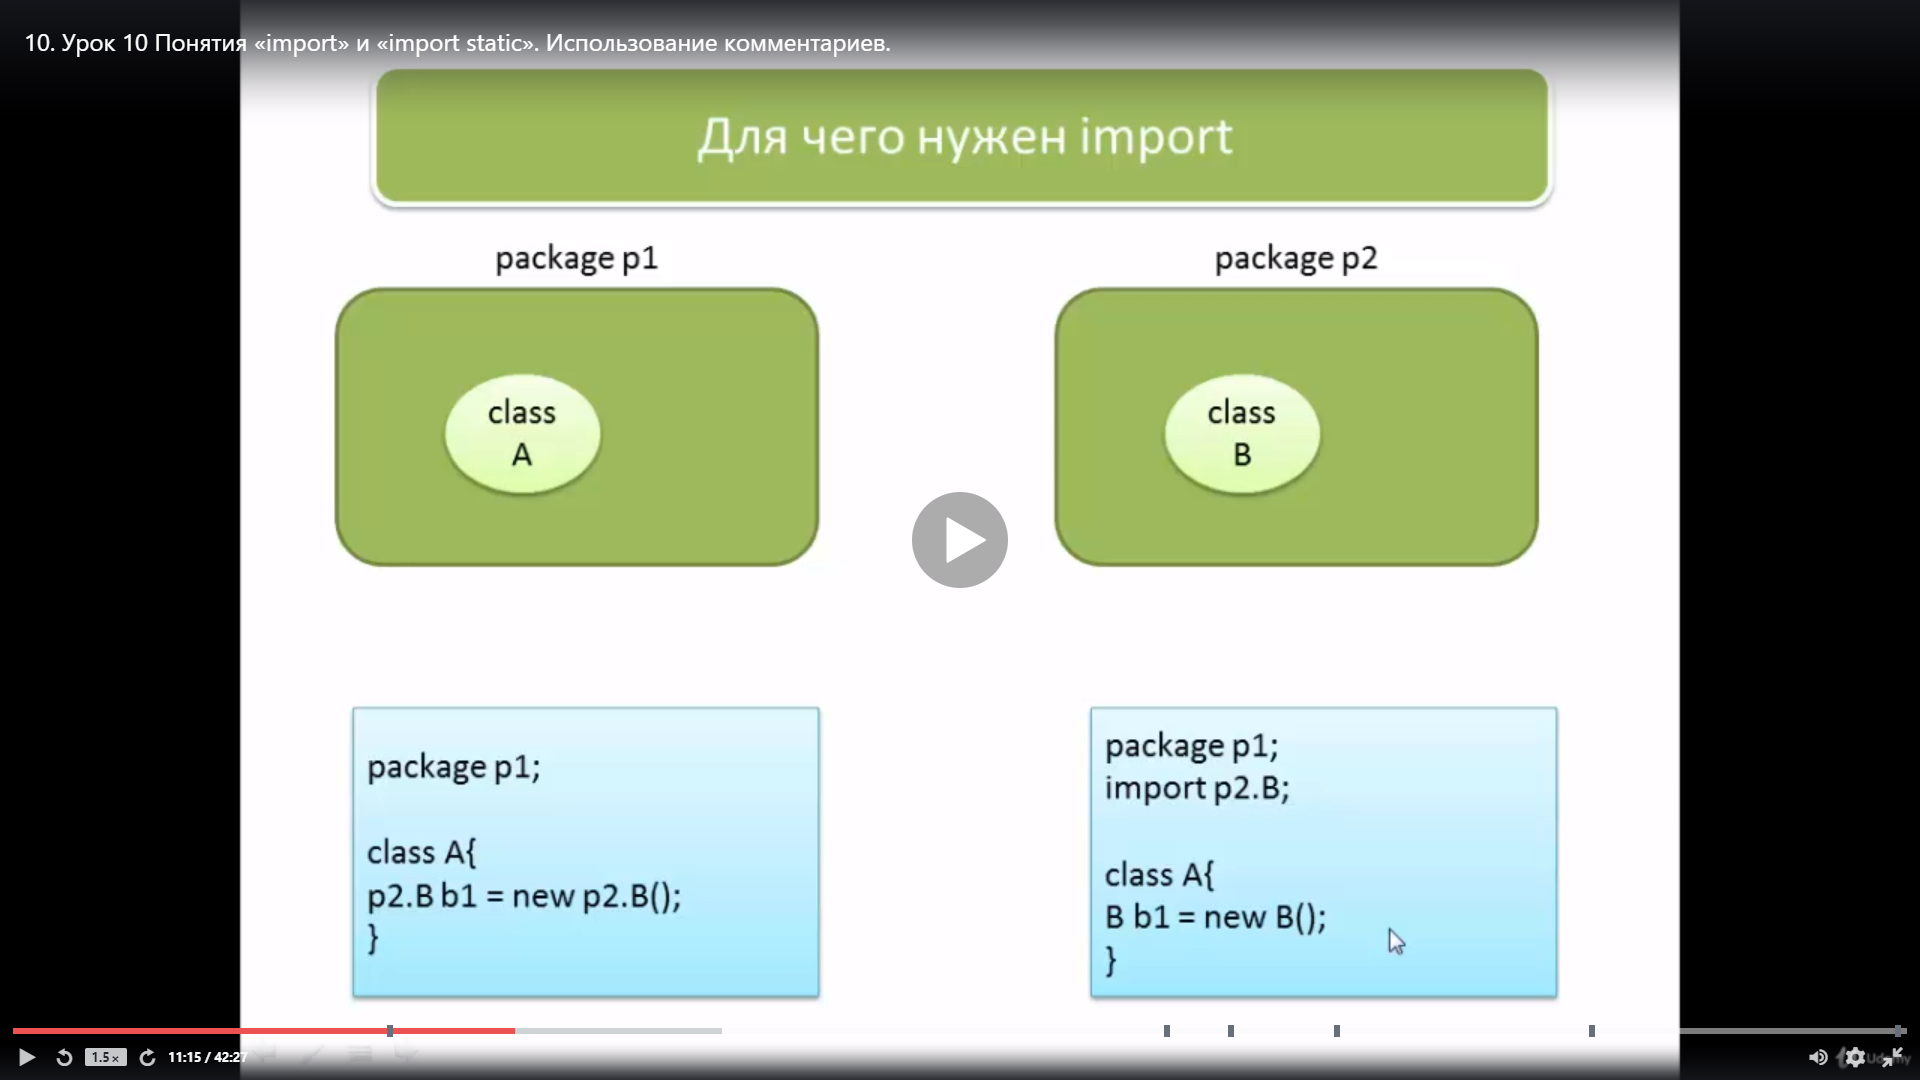 10. Урок 10 Понятия «import» и «import static». Использование комментариев.
Для чего нужен import
package p1
package p2
class
A
class
B
package p1;

class A{
p2.B b1 = new p2.B();
}
package p1;
import p2.B;

class A{
B b1 = new B();
}
1.5×
11:15 / 42:27
Udemy